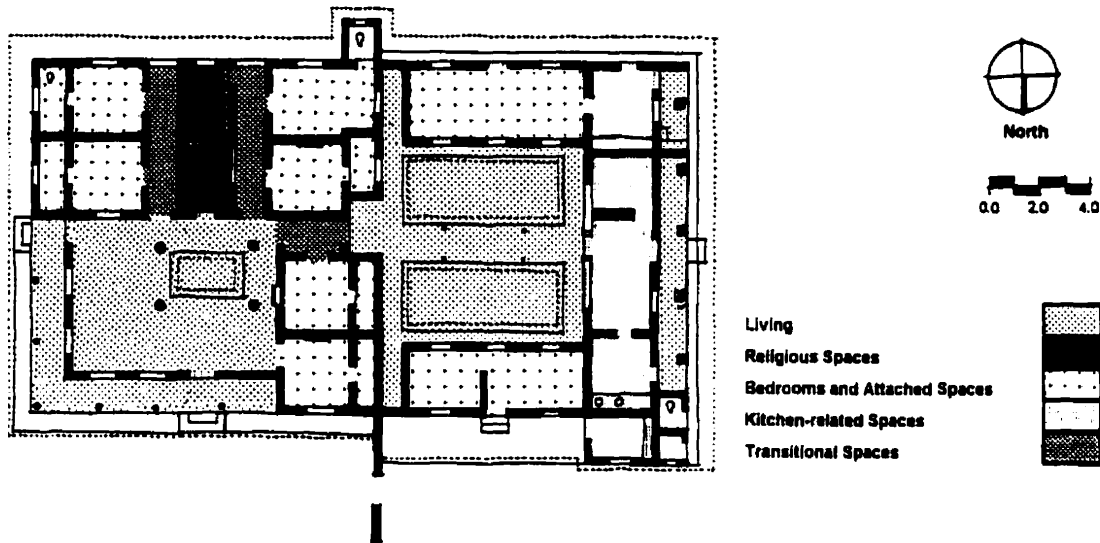 North
0.0 2.0 4.0
Living
Religious Spaces
Bedrooms and Attached Spaces
Kitchen-related Spaces
Transitional Spaces